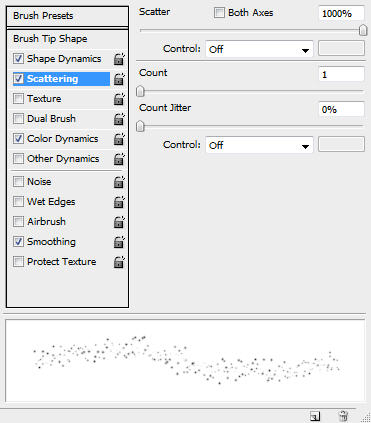 Brush Presets
Brush Tip Shape
Shape Dynamics
Scattering
Texture
Dual Brush
Color Dynamics
Other Dynamics
Noise
Wet Edges
Airbrush
Smoothing
Protect Texture
Scatter Both Axes 1000%
Control: Off
Count 1
Count Jitter 0%
Control: Off